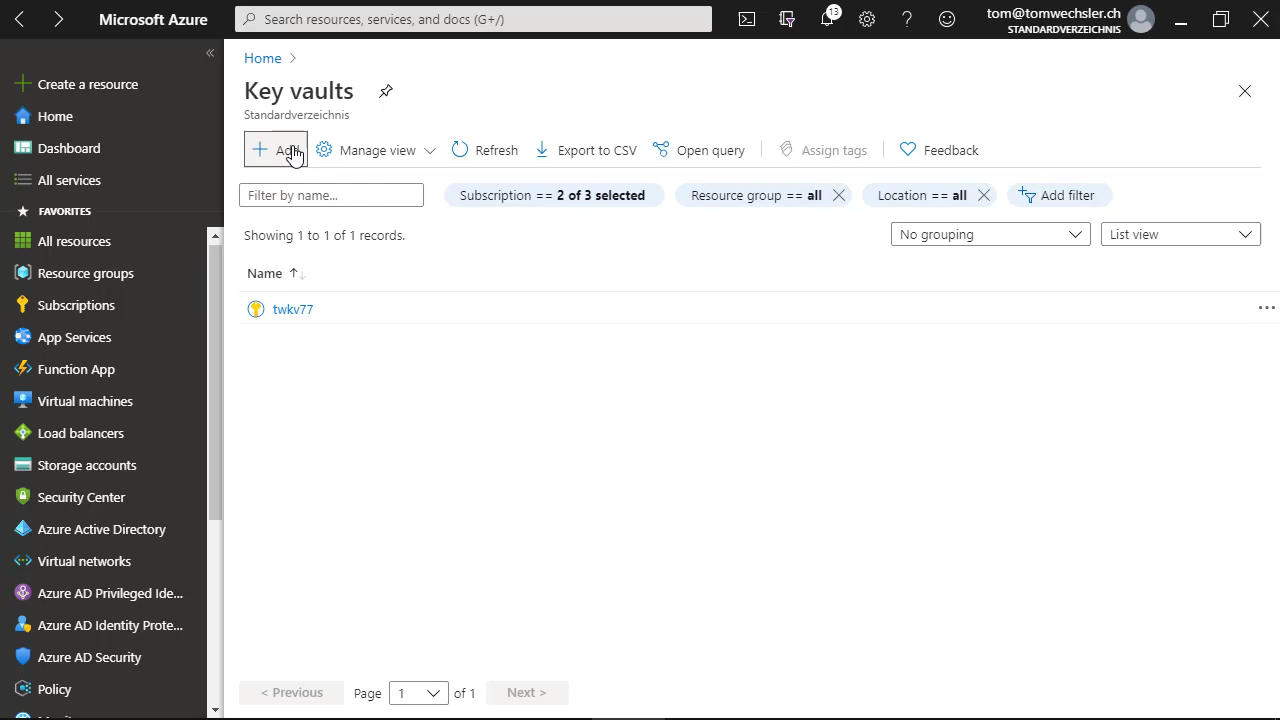 Microsoft Azure
Search resources, services, and docs (G+/)
13
tom@tomwechsler.ch
STANDARDVERZEICHNIS
«
Create a resource
Home
Dashboard
All services
FAVORITES
All resources
Resource groups
Subscriptions
App Services
Function App
Virtual machines
Load balancers
Storage accounts
Security Center
Azure Active Directory
Virtual networks
Azure AD Privileged Ide...
Azure AD Identity Prote...
Azure AD Security
Policy
Home >
Key vaults
Standardverzeichnis
Add Manage view Refresh Export to CSV Open query Assign tags Feedback
Filter by name... Subscription == 2 of 3 selected Resource group == all Location == all Add filter
Showing 1 to 1 of 1 records. No grouping List view
Name ↑↓
twkv77 ...
< Previous Page 1 of 1 Next >